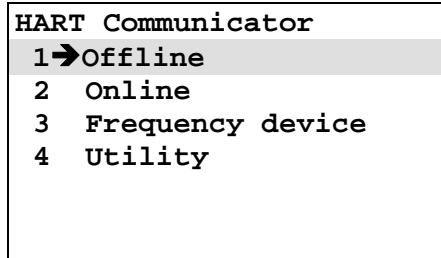 HART Communicator
1➔Offline
2 Online
3 Frequency device
4 Utility